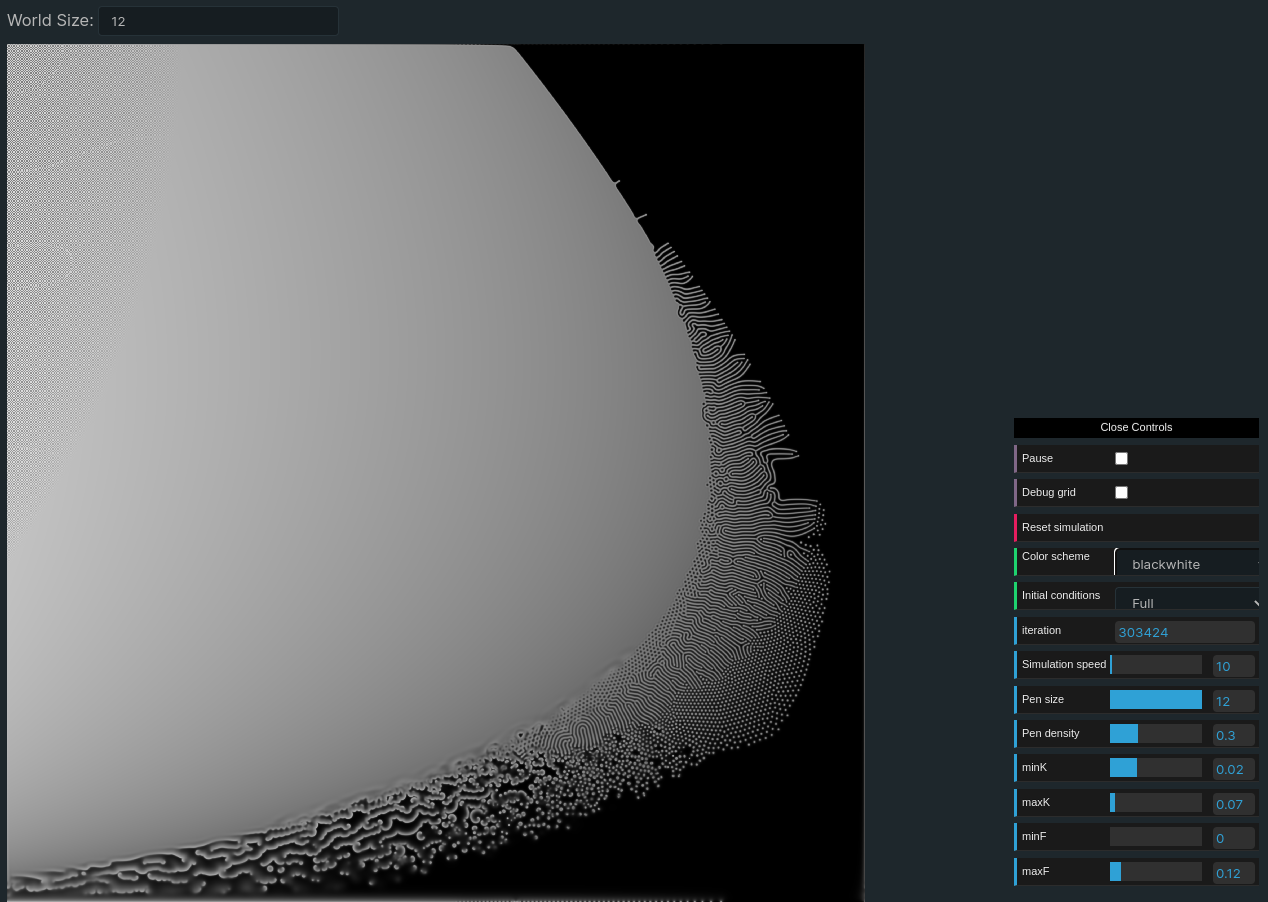 World Size: 12
Close Controls
Pause
Debug grid
Reset simulation
Color scheme blackwhite
Initial conditions Full
iteration 303424
Simulation speed 10
Pen size 12
Pen density 0.3
minK 0.02
maxK 0.07
minF 0
maxF 0.12